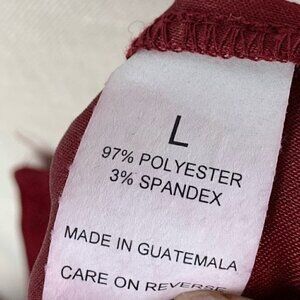 L
97% POLYESTER
3% SPANDEX
MADE IN GUATEMALA
CARE ON REVERSE